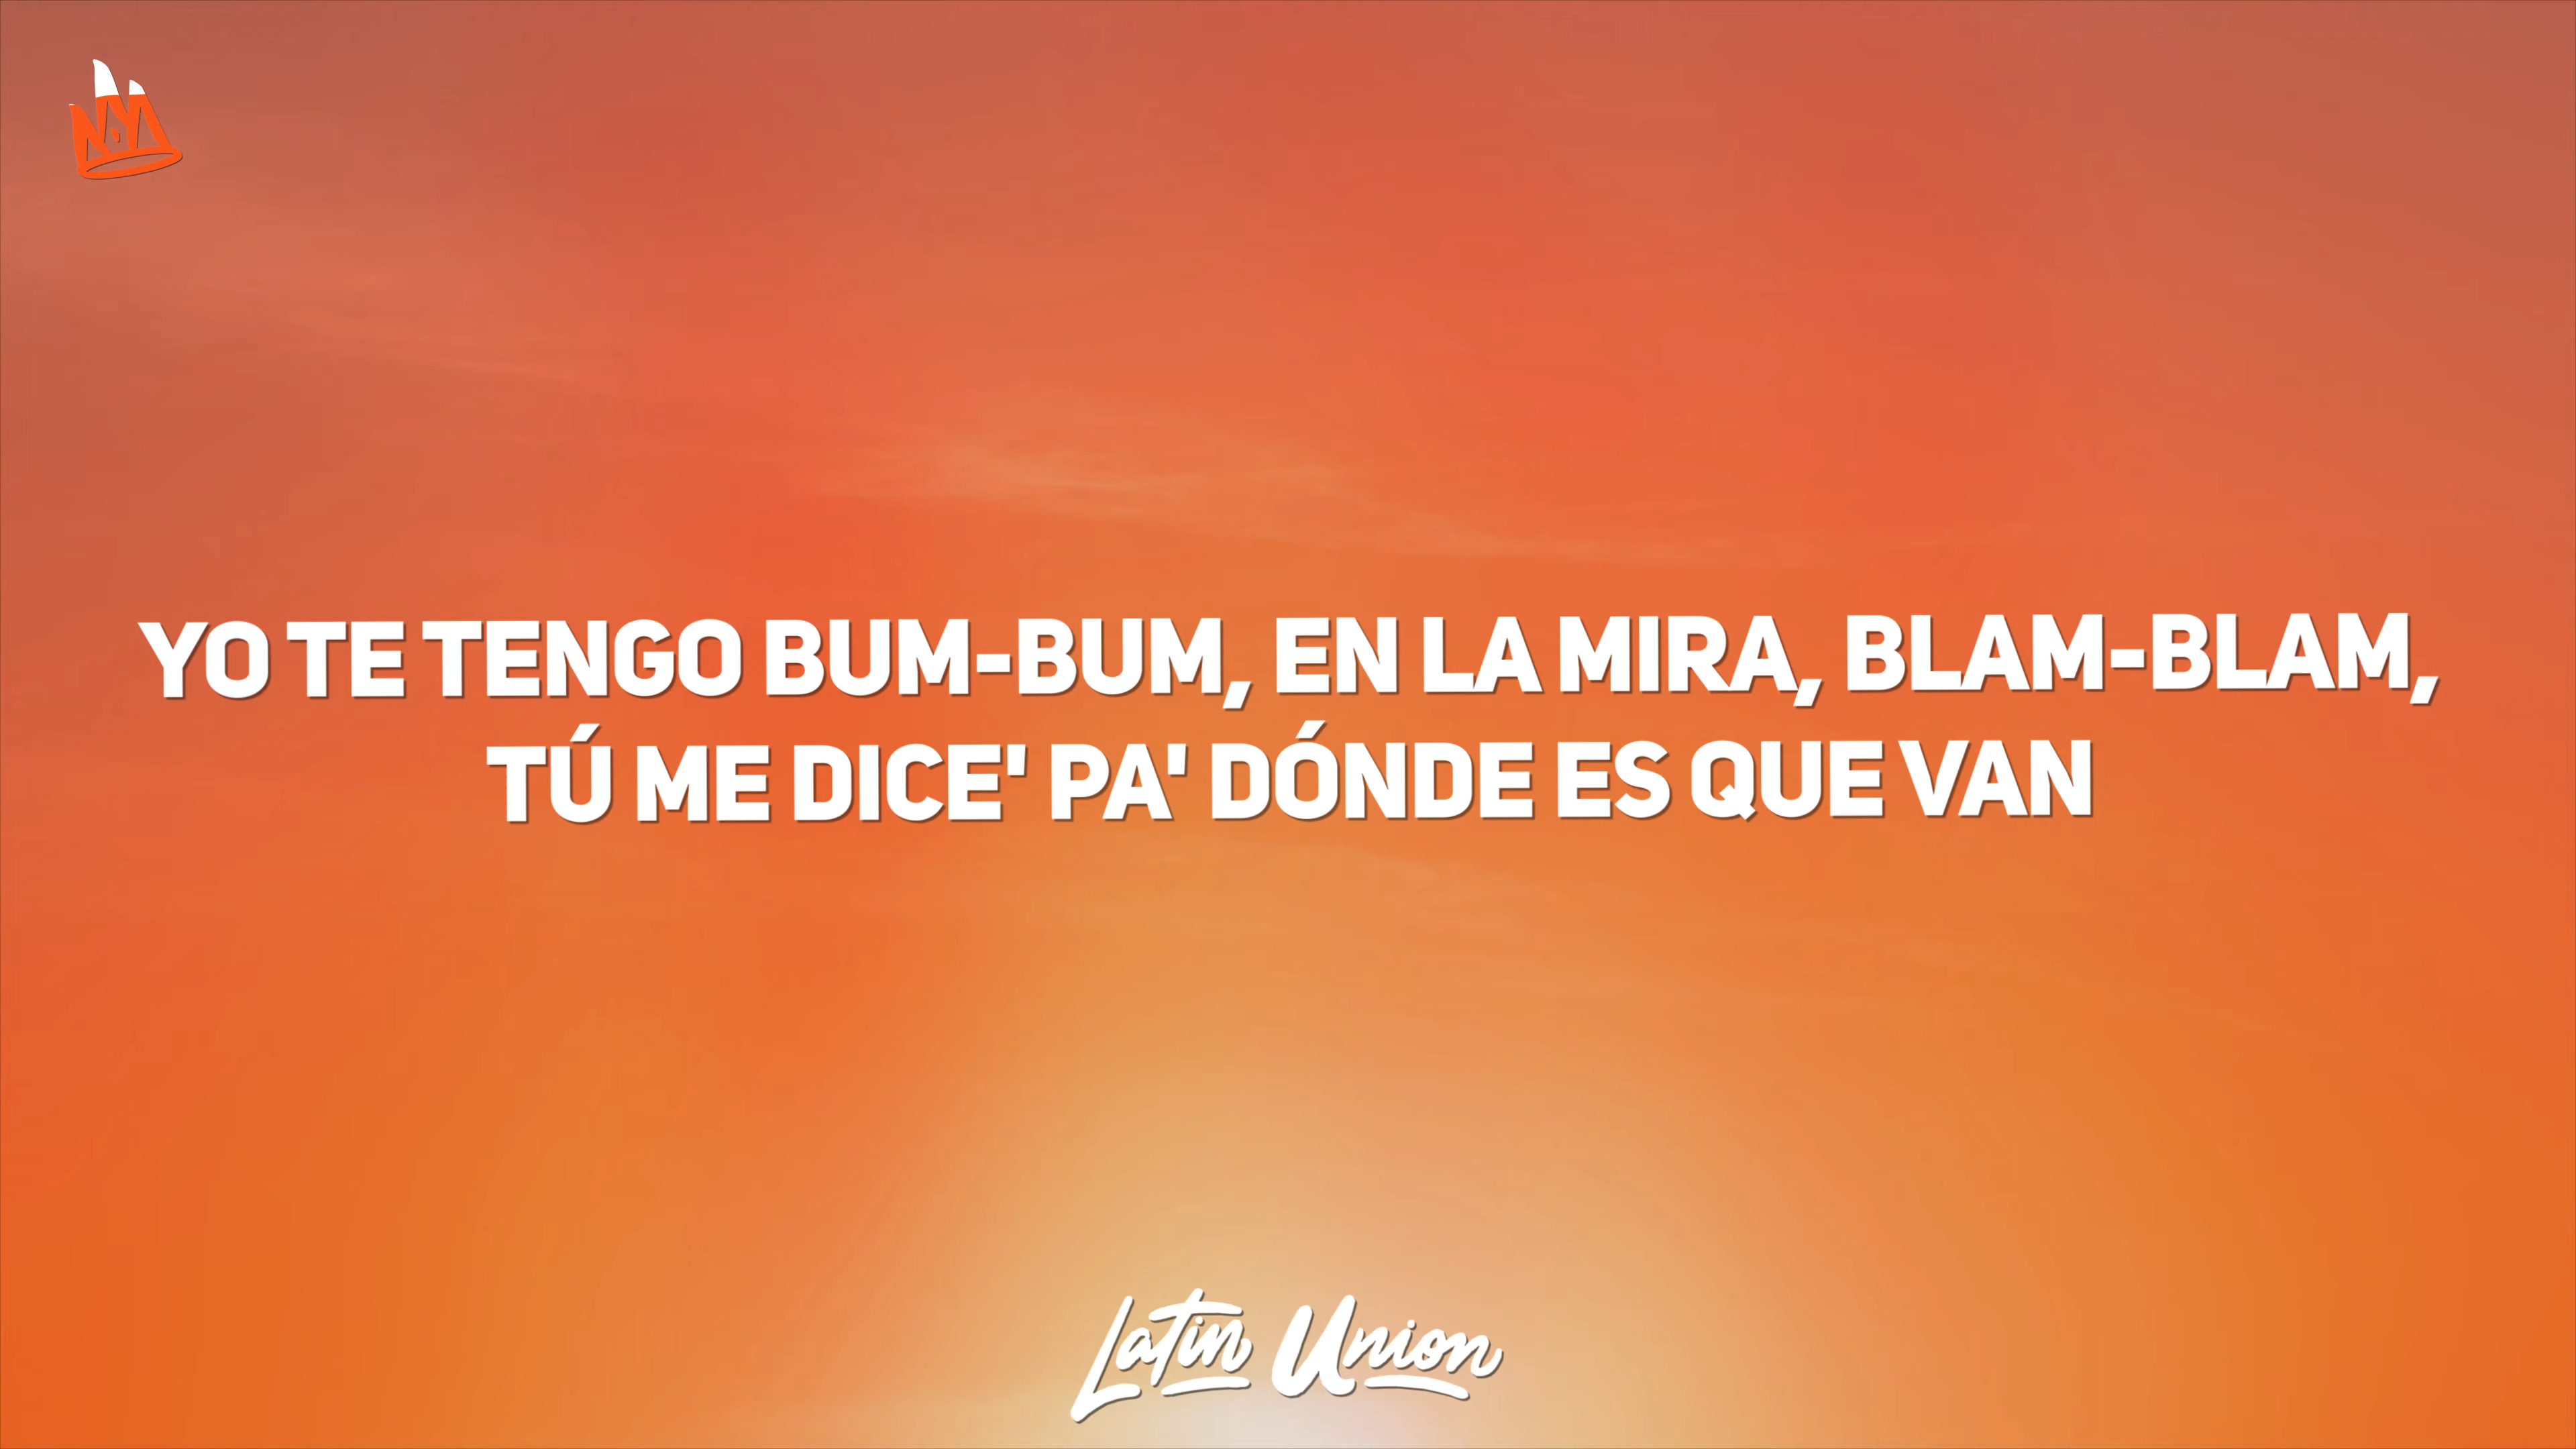 YO TE TENGO BUM-BUM, EN LA MIRA, BLAM-BLAM,
TÚ ME DICE' PA' DÓNDE ES QUE VAN
Latin Union